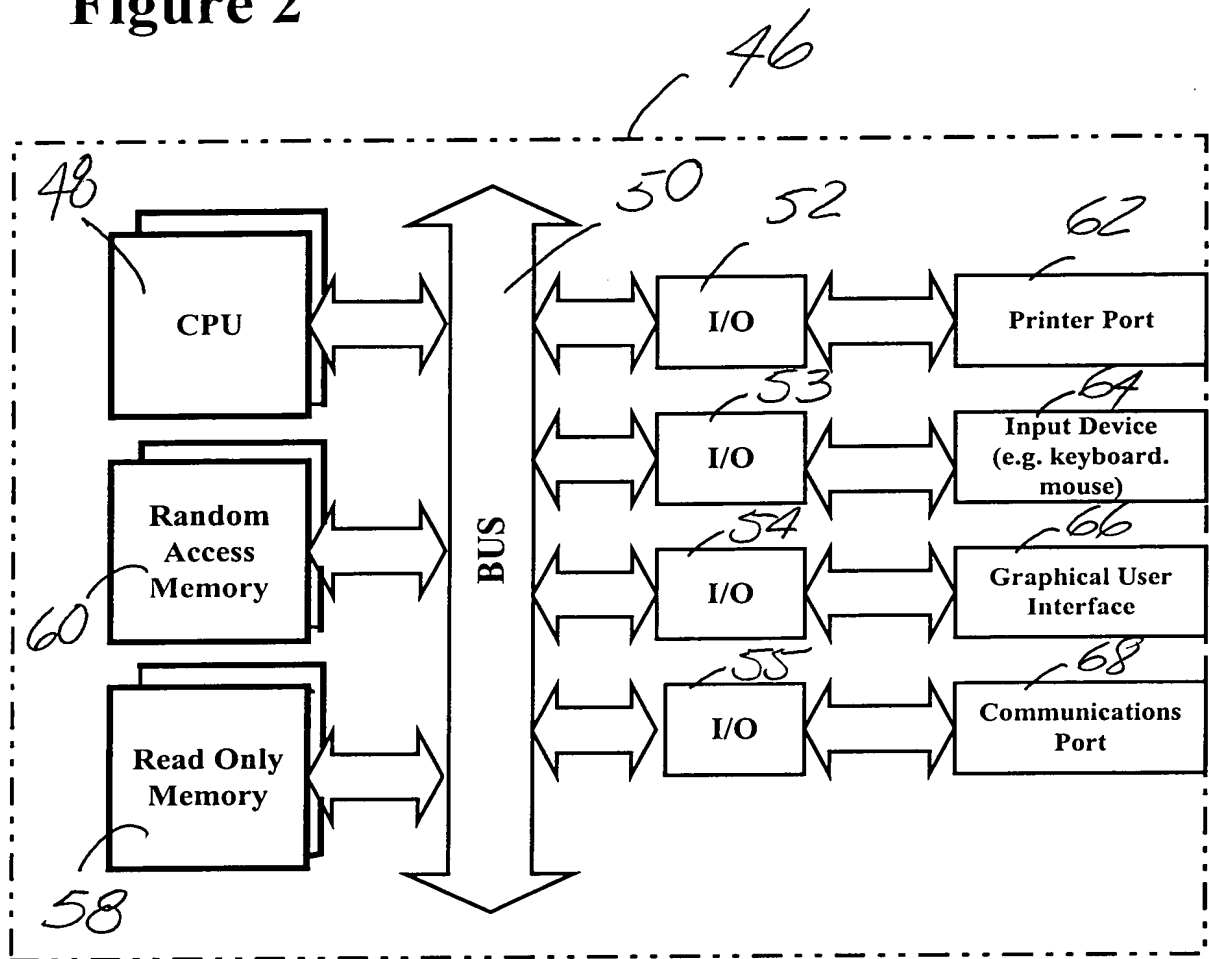 Figure 2
46
48
50
52
62
CPU
I/O
Printer Port
53
64
I/O
Input Device
(e.g. keyboard.
mouse)
Random
Access
Memory
60
BUS
54
66
I/O
Graphical User
Interface
55
68
I/O
Communications
Port
Read Only
Memory
58